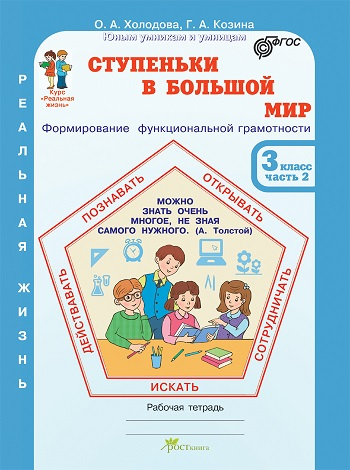 О. А. Холодова, Г. А. Козина
Юным умникам и умницам
ФГОС
Курс
«Реальная
жизнь»
СТУПЕНЬКИ
В БОЛЬШОЙ
МИР
Формирование функциональной грамотности
3 класс
часть 2
РЕАЛЬНАЯ ЖИЗНЬ
ПОЗНАВАТЬ
ОТКРЫВАТЬ
МОЖНО
ЗНАТЬ ОЧЕНЬ
МНОГОЕ, НЕ ЗНАЯ
САМОГО НУЖНОГО. (А. Толстой)
ДЕЙСТВОВАТЬ
СОТРУДНИЧАТЬ
ИСКАТЬ
Рабочая тетрадь
РОСТкнига